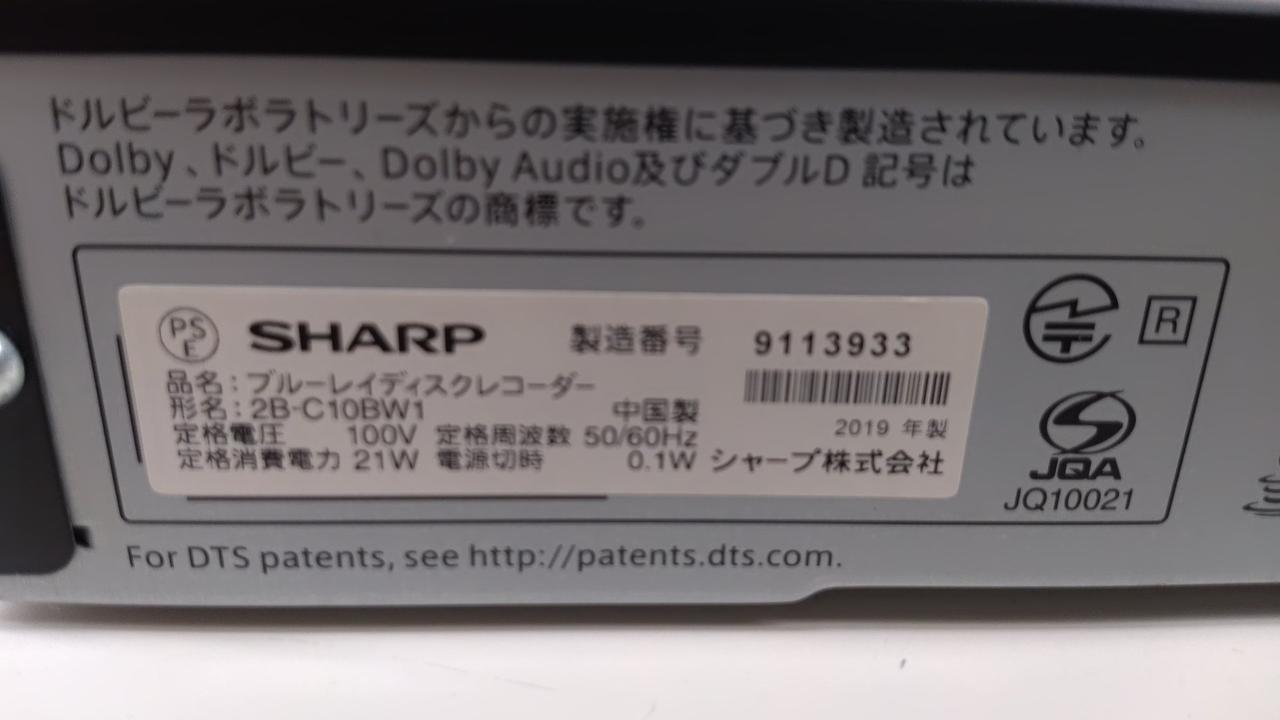 ドルビーラボラトリーズからの実施権に基づき製造されています。
Dolby、ドルビー、Dolby Audio及びダブルD 記号は
ドルビーラボラトリーズの商標です。
PS
E
SHARP 製造番号 9113933
品名：ブルーレイディスクレコーダー
形名：2B-C10BW1 中国製
2019 年製
定格電圧 100V 定格周波数 50/60Hz
定格消費電力 21W 電源切時 0.1W シャープ株式会社
R
JQA
JQ10021
For DTS patents, see http://patents.dts.com.